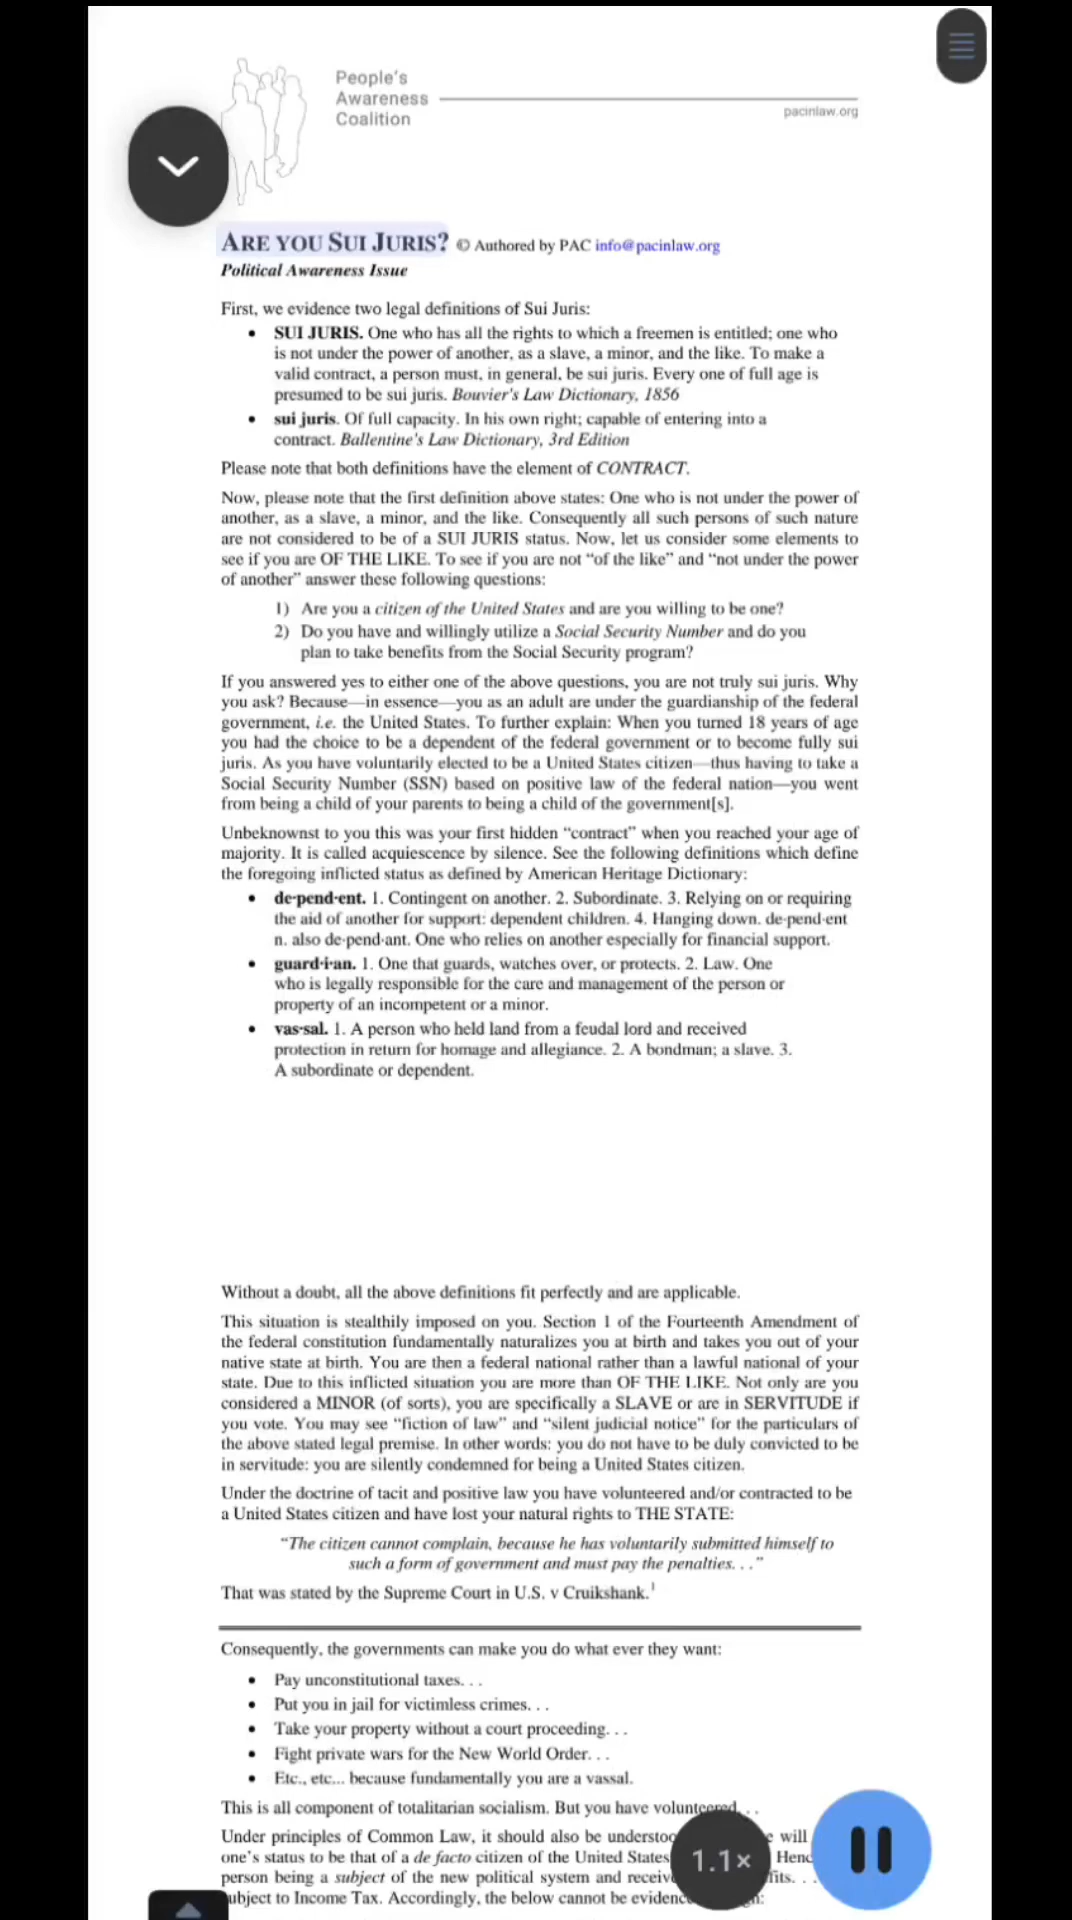 People's
Awareness
Coalition
pacinlaw.org
ARE YOU SUI JURIS? © Authored by PAC info@pacinlaw.org
Political Awareness Issue
First, we evidence two legal definitions of Sui Juris:
• SUI JURIS. One who has all the rights to which a freemen is entitled; one who
is not under the power of another, as a slave, a minor, and the like. To make a
valid contract, a person must, in general, be sui juris. Every one of full age is
presumed to be sui juris. Bouvier's Law Dictionary, 1856
• sui juris. Of full capacity. In his own right; capable of entering into a
contract. Ballentine's Law Dictionary, 3rd Edition
Please note that both definitions have the element of CONTRACT.
Now, please note that the first definition above states: One who is not under the power of
another, as a slave, a minor, and the like. Consequently all such persons of such nature
are not considered to be of a SUI JURIS status. Now, let us consider some elements to
see if you are OF THE LIKE. To see if you are not "of the like" and "not under the power
of another" answer these following questions:
1) Are you a citizen of the United States and are you willing to be one?
2) Do you have and willingly utilize a Social Security Number and do you
plan to take benefits from the Social Security program?
If you answered yes to either one of the above questions, you are not truly sui juris. Why
you ask? Because—in essence—you as an adult are under the guardianship of the federal
government, i.e. the United States. To further explain: When you turned 18 years of age
you had the choice to be a dependent of the federal government or to become fully sui
juris. As you have voluntarily elected to be a United States citizen—thus having to take a
Social Security Number (SSN) based on positive law of the federal nation—you went
from being a child of your parents to being a child of the government[s].
Unbeknownst to you this was your first hidden "contract" when you reached your age of
majority. It is called acquiescence by silence. See the following definitions which define
the foregoing inflicted status as defined by American Heritage Dictionary:
• de·pend·ent. 1. Contingent on another. 2. Subordinate. 3. Relying on or requiring
the aid of another for support: dependent children. 4. Hanging down. de·pend·ent
n. also de·pend·ant. One who relies on another especially for financial support.
• guard·i·an. 1. One that guards, watches over, or protects. 2. Law. One
who is legally responsible for the care and management of the person or
property of an incompetent or a minor.
• vas·sal. 1. A person who held land from a feudal lord and received
protection in return for homage and allegiance. 2. A bondman; a slave. 3.
A subordinate or dependent.
Without a doubt, all the above definitions fit perfectly and are applicable.
This situation is stealthily imposed on you. Section 1 of the Fourteenth Amendment of
the federal constitution fundamentally naturalizes you at birth and takes you out of your
native state at birth. You are then a federal national rather than a lawful national of your
state. Due to this inflicted situation you are more than OF THE LIKE. Not only are you
considered a MINOR (of sorts), you are specifically a SLAVE or are in SERVITUDE if
you vote. You may see "fiction of law" and "silent judicial notice" for the particulars of
the above stated legal premise. In other words: you do not have to be duly convicted to be
in servitude: you are silently condemned for being a United States citizen.
Under the doctrine of tacit and positive law you have volunteered and/or contracted to be
a United States citizen and have lost your natural rights to THE STATE:
"The citizen cannot complain, because he has voluntarily submitted himself to
such a form of government and must pay the penalties. . ."
That was stated by the Supreme Court in U.S. v Cruikshank.1
Consequently, the governments can make you do what ever they want:
• Pay unconstitutional taxes. . .
• Put you in jail for victimless crimes. . .
• Take your property without a court proceeding. . .
• Fight private wars for the New World Order. . .
• Etc., etc... because fundamentally you are a vassal.
This is all component of totalitarian socialism. But you have volunteered. . .
Under principles of Common Law, it should also be understoo will
one's status to be that of a de facto citizen of the United States Henc
person being a subject of the new political system and receiv fits. . .
ubject to Income Tax. Accordingly, the below cannot be evidenc
1.1×